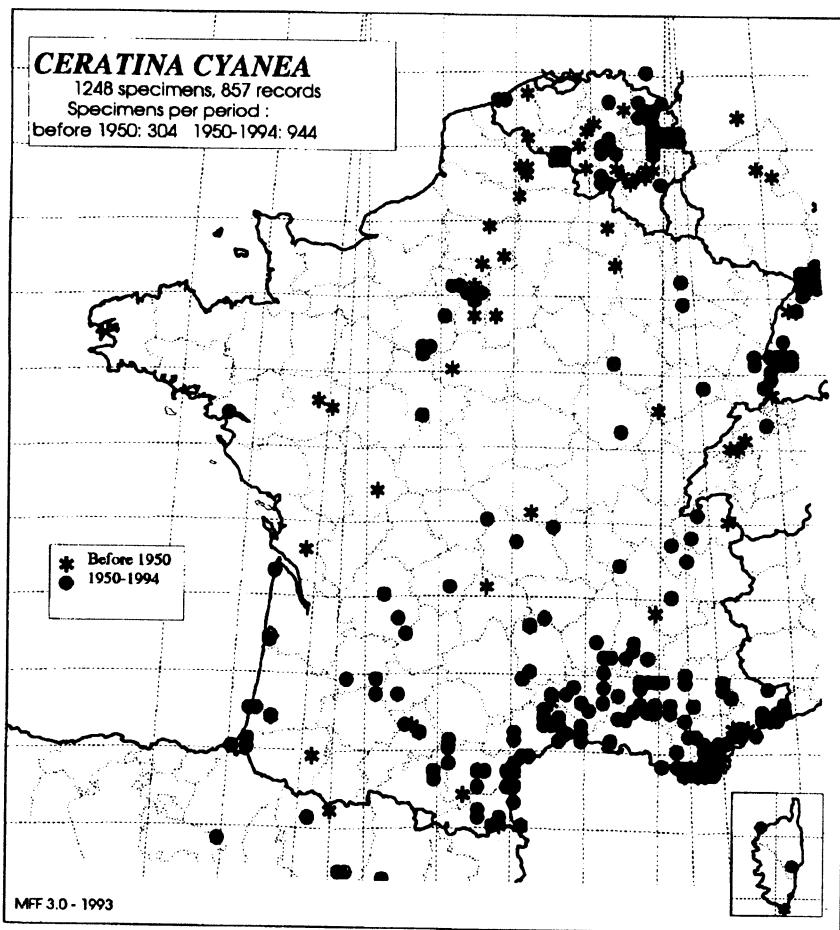 CERATINA CYANEA
1248 specimens, 857 records
Specimens per period :
before 1950: 304 1950-1994: 944
Before 1950
1950-1994
MFF 3.0 - 1993